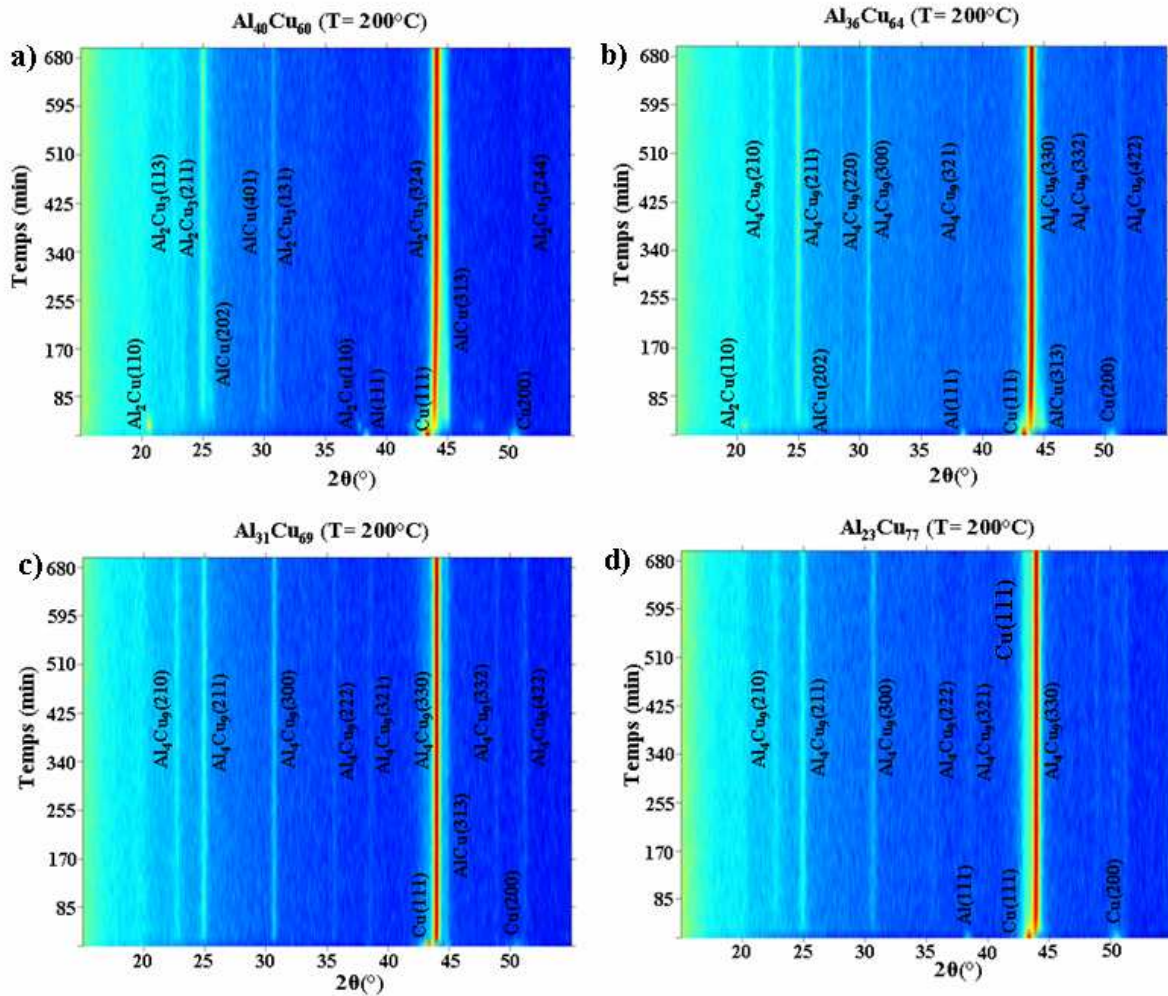 Al₄₀Cu₆₀ (T= 200°C)
a)
Temps (min)
680
595
510
425
340
255
170
85
Al₂Cu(110)
Al₂Cu₃(113)
Al₂Cu₃(211)
AlCu(202)
AlCu(401)
Al₂Cu₃(131)
Al₂Cu(110)
Al(111)
Cu(111)
Al₂Cu₃(324)
AlCu(313)
Cu200)
Al₂Cu₃(244)
20 25 30 35 40 45 50
2θ(°)
Al₃₆Cu₆₄ (T= 200°C)
b)
Temps (min)
680
595
510
425
340
255
170
85
Al₂Cu(110)
Al₄Cu₉(210)
Al₄Cu₉(211)
AlCu(202)
Al₄Cu₉(220)
Al₄Cu₉(300)
Al₄Cu₉(321)
Al(111)
Cu(111)
Al₄Cu₉(330)
AlCu(313)
Al₄Cu₉(332)
Cu(200)
Al₄Cu₉(422)
20 25 30 35 40 45 50
2θ(°)
Al₃₁Cu₆₉ (T= 200°C)
c)
Temps (min)
680
595
510
425
340
255
170
85
Al₄Cu₉(210)
Al₄Cu₉(211)
Al₄Cu₉(300)
Al₄Cu₉(222)
Al₄Cu₉(321)
Al₄Cu₉(330)
Cu(111)
AlCu(313)
Al₄Cu₉(332)
Cu(200)
Al₄Cu₉(422)
20 25 30 35 40 45 50
2θ(°)
Al₂₃Cu₇₇ (T= 200°C)
d)
Temps (min)
680
595
510
425
340
255
170
85
Al₄Cu₉(210)
Al₄Cu₉(211)
Al₄Cu₉(300)
Al₄Cu₉(222)
Al₄Cu₉(321)
Al(111)
Cu(111)
Cu(111)
Al₄Cu₉(330)
Cu(200)
20 25 30 35 40 45 50
2θ(°)